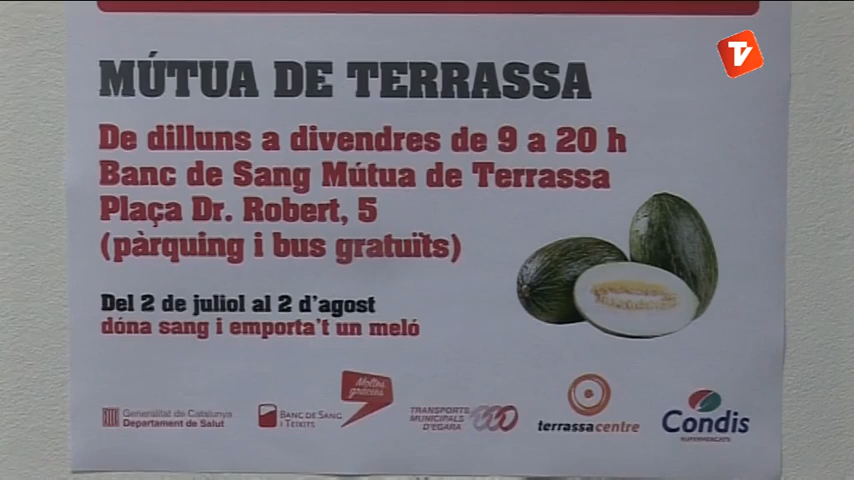 TV
MÚTUA DE TERRASSA
De dilluns a divendres de 9 a 20 h
Banc de Sang Mútua de Terrassa
Plaça Dr. Robert, 5
(pàrquing i bus gratuïts)
Del 2 de juliol al 2 d'agost
dóna sang i emporta't un meló
Moltes
gràcies
Generalitat de Catalunya
Departament de Salut
BANC DE SANG
I TEIXITS
TRANSPORTS
MUNICIPALS
D'EGARA
terrassacentre
Condis
SUPERMERCATS